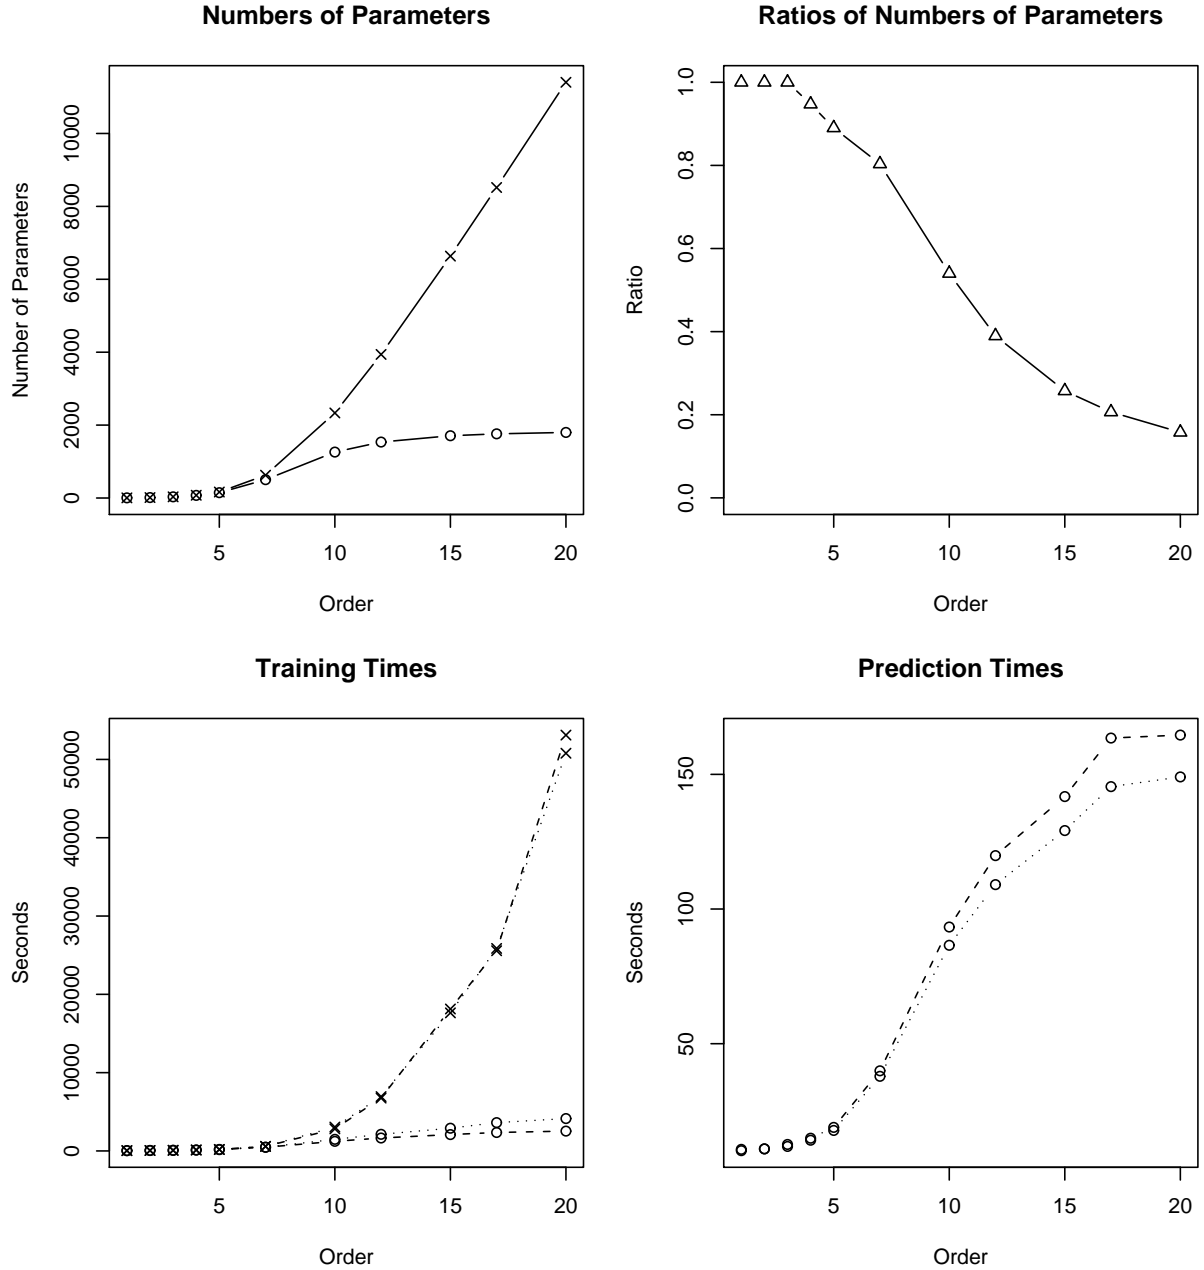 Numbers of Parameters
Number of Parameters
10000
8000
6000
4000
2000
0
5 10 15 20
Order
Ratios of Numbers of Parameters
Ratio
1.0
0.8
0.6
0.4
0.2
0.0
5 10 15 20
Order
Training Times
Seconds
50000
40000
30000
20000
10000
0
5 10 15 20
Order
Prediction Times
Seconds
150
100
50
5 10 15 20
Order